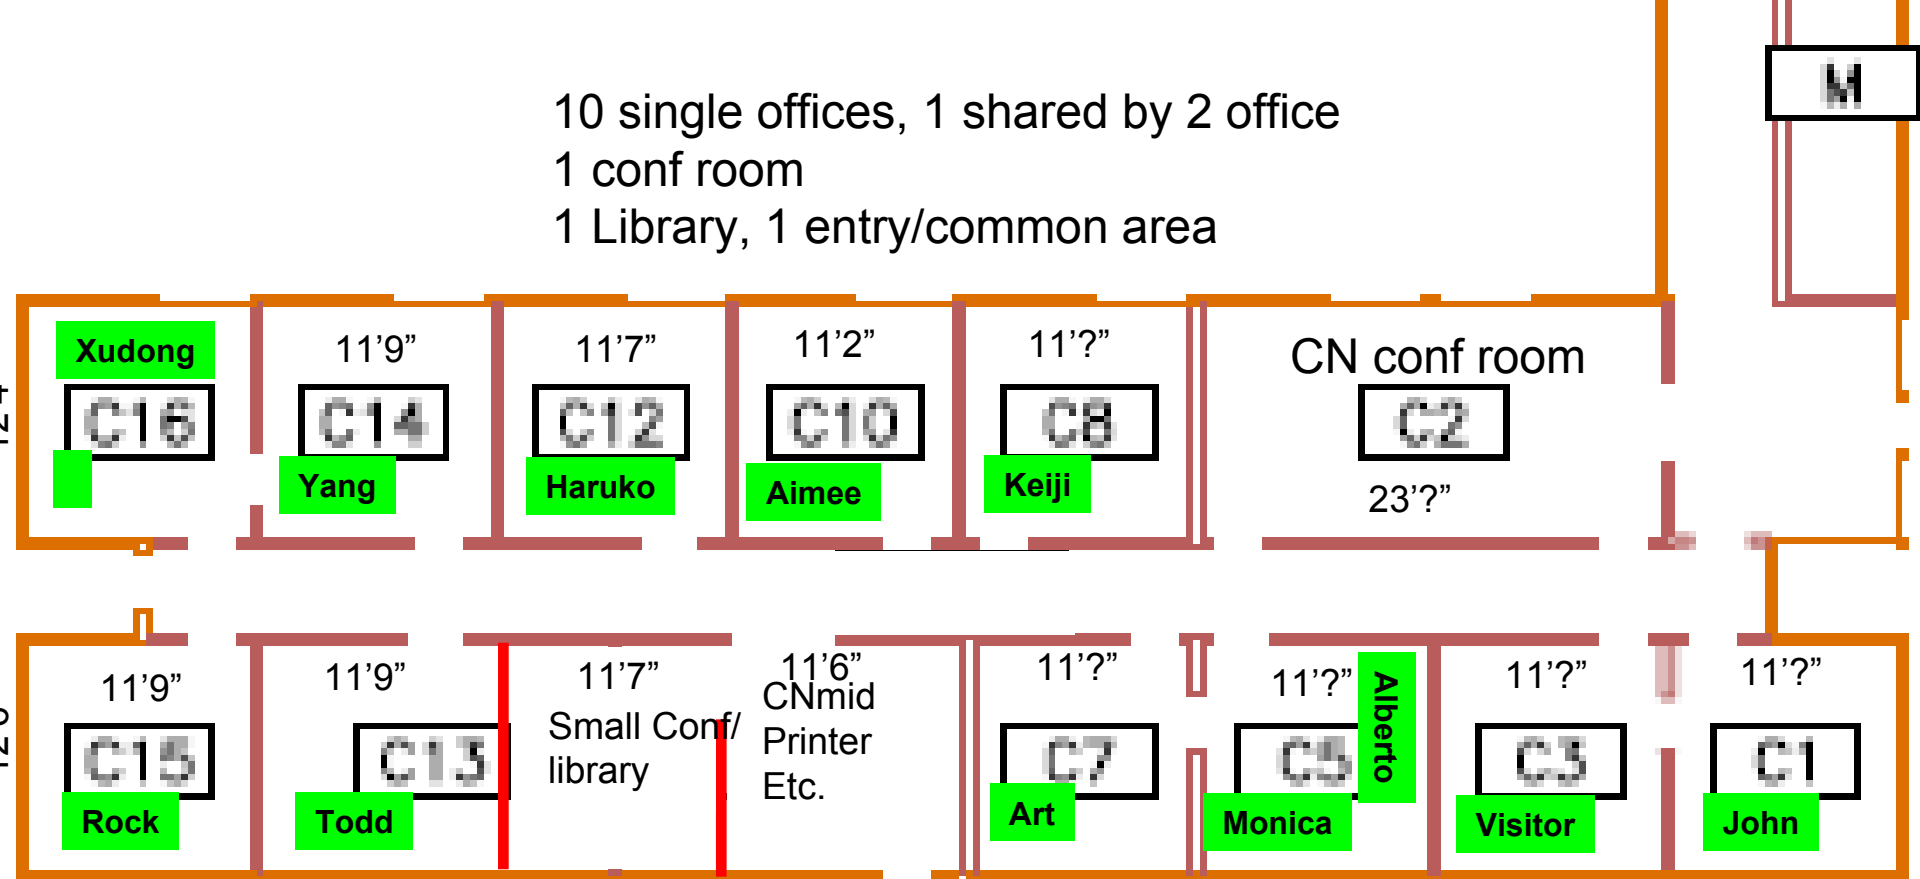 M
10 single offices, 1 shared by 2 office
1 conf room
1 Library, 1 entry/common area
Xudong
C16
11’9”
C14
Yang
11’7”
C12
Haruko
11’2”
C10
Aimee
11’?”
C8
Keiji
CN conf room
C2
23’?”
11’9”
C15
Rock
11’9”
C13
Todd
11’7”
Small Conf/
library
11’6”
CNmid
Printer
Etc.
11’?”
C7
Art
11’?”
C5
Alberto
Monica
11’?”
C3
Visitor
11’?”
C1
John